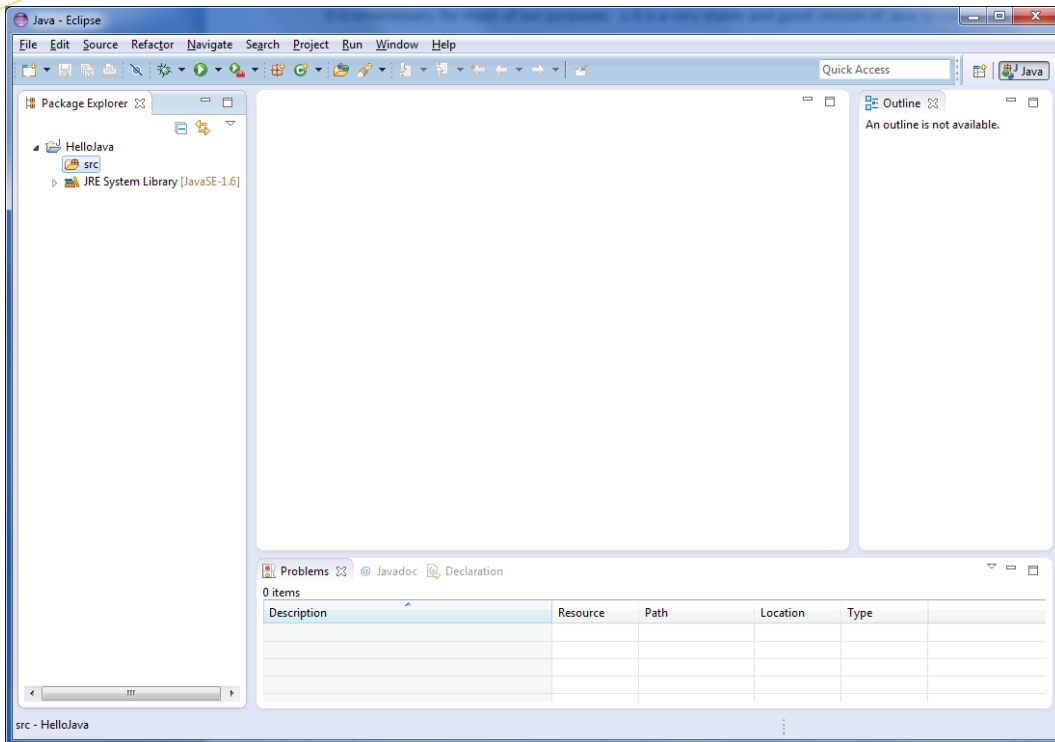 Java - Eclipse
File Edit Source Refactor Navigate Search Project Run Window Help
Quick Access
Java
Package Explorer
HelloJava
src
JRE System Library [JavaSE-1.6]
Outline
An outline is not available.
Problems @ Javadoc Declaration
0 items
Description Resource Path Location Type
src - HelloJava